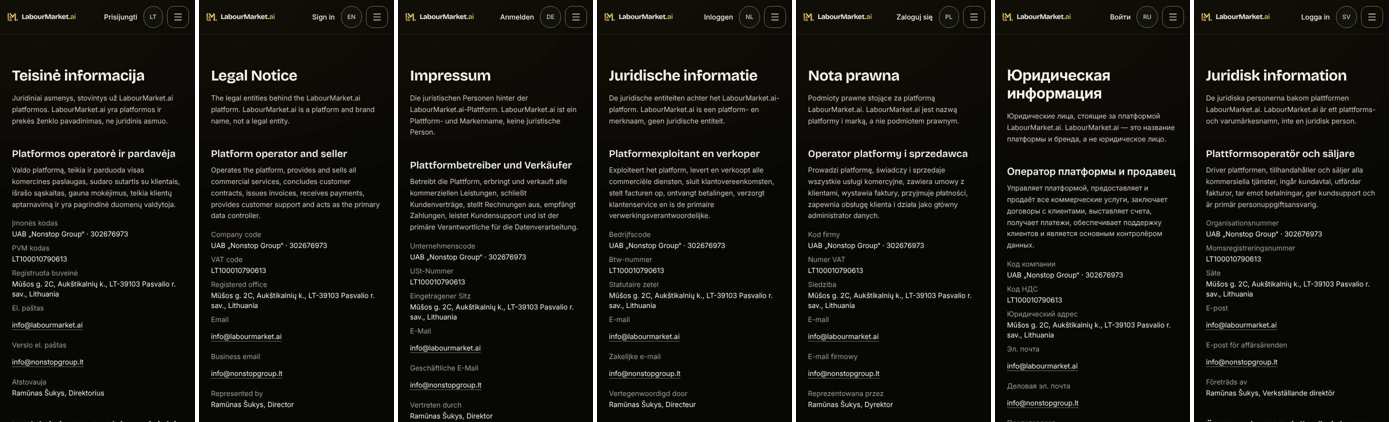 LabourMarket.ai
Prisijungti
LT
Teisinė informacija
Juridiniai asmenys, stovintys už LabourMarket.ai
platformos. LabourMarket.ai yra platformos ir
prekės ženklo pavadinimas, ne juridinis asmuo.
Platformos operatorė ir pardavėja
Valdo platformą, teikia ir parduoda visas
komercines paslaugas, sudaro sutartis su klientais,
išrašo sąskaitas, gauna mokėjimus, teikia klientų
aptarnavimą ir yra pagrindinė duomenų valdytoja.
Įmonės kodas
UAB „Nonstop Group“ · 302676973
PVM kodas
LT100010790613
Registruota buveinė
Mūšos g. 2C, Aukštikalnių k., LT-39103 Pasvalio r.
sav., Lithuania
El. paštas
info@labourmarket.ai
Verslo el. paštas
info@nonstopgroup.lt
Atstovauja
Ramūnas Šukys, Direktorius
LabourMarket.ai
Sign in
EN
Legal Notice
The legal entities behind the LabourMarket.ai
platform. LabourMarket.ai is a platform and brand
name, not a legal entity.
Platform operator and seller
Operates the platform, provides and sells all
commercial services, concludes customer
contracts, issues invoices, receives payments,
provides customer support and acts as the primary
data controller.
Company code
UAB „Nonstop Group“ · 302676973
VAT code
LT100010790613
Registered office
Mūšos g. 2C, Aukštikalnių k., LT-39103 Pasvalio r.
sav., Lithuania
Email
info@labourmarket.ai
Business email
info@nonstopgroup.lt
Represented by
Ramūnas Šukys, Director
LabourMarket.ai
Anmelden
DE
Impressum
Die juristischen Personen hinter der
LabourMarket.ai-Plattform. LabourMarket.ai ist ein
Plattform- und Markenname, keine juristische
Person.
Plattformbetreiber und Verkäufer
Betreibt die Plattform, erbringt und verkauft alle
kommerziellen Leistungen, schließt
Kundenverträge, stellt Rechnungen aus, empfängt
Zahlungen, leistet Kundensupport und ist der
primäre Verantwortliche für die Datenverarbeitung.
Unternehmenscode
UAB „Nonstop Group“ · 302676973
USt-Nummer
LT100010790613
Eingetragener Sitz
Mūšos g. 2C, Aukštikalnių k., LT-39103 Pasvalio r.
sav., Lithuania
E-Mail
info@labourmarket.ai
Geschäftliche E-Mail
info@nonstopgroup.lt
Vertreten durch
Ramūnas Šukys, Direktor
LabourMarket.ai
Inloggen
NL
Juridische informatie
De juridische entiteiten achter het LabourMarket.ai-
platform. LabourMarket.ai is een platform- en
merknaam, geen juridische entiteit.
Platformexploitant en verkoper
Exploiteert het platform, levert en verkoopt alle
commerciële diensten, sluit klantovereenkomsten,
stelt facturen op, ontvangt betalingen, verzorgt
klantenservice en is de primaire
verwerkingsverantwoordelijke.
Bedrijfscode
UAB „Nonstop Group“ · 302676973
Btw-nummer
LT100010790613
Statutaire zetel
Mūšos g. 2C, Aukštikalnių k., LT-39103 Pasvalio r.
sav., Lithuania
E-mail
info@labourmarket.ai
Zakelijke e-mail
info@nonstopgroup.lt
Vertegenwoordigd door
Ramūnas Šukys, Directeur
LabourMarket.ai
Zaloguj się
PL
Nota prawna
Podmioty prawne stojące za platformą
LabourMarket.ai. LabourMarket.ai jest nazwą
platformy i marką, a nie podmiotem prawnym.
Operator platformy i sprzedawca
Prowadzi platformę, świadczy i sprzedaje
wszystkie usługi komercyjne, zawiera umowy z
klientami, wystawia faktury, przyjmuje płatności,
zapewnia obsługę klienta i działa jako główny
administrator danych.
Kod firmy
UAB „Nonstop Group“ · 302676973
Numer VAT
LT100010790613
Siedziba
Mūšos g. 2C, Aukštikalnių k., LT-39103 Pasvalio r.
sav., Lithuania
E-mail
info@labourmarket.ai
E-mail firmowy
info@nonstopgroup.lt
Reprezentowana przez
Ramūnas Šukys, Dyrektor
LabourMarket.ai
Войти
RU
Юридическая
информация
Юридические лица, стоящие за платформой
LabourMarket.ai. LabourMarket.ai — это название
платформы и бренда, а не юридическое лицо.
Оператор платформы и продавец
Управляет платформой, предоставляет и
продаёт все коммерческие услуги, заключает
договоры с клиентами, выставляет счета,
получает платежи, обеспечивает поддержку
клиентов и является основным контролёром
данных.
Код компании
UAB „Nonstop Group“ · 302676973
Код НДС
LT100010790613
Юридический адрес
Mūšos g. 2C, Aukštikalnių k., LT-39103 Pasvalio r.
sav., Lithuania
Эл. почта
info@labourmarket.ai
Деловая эл. почта
info@nonstopgroup.lt
LabourMarket.ai
Logga in
SV
Juridisk information
De juridiska personerna bakom plattformen
LabourMarket.ai. LabourMarket.ai är ett plattforms-
och varumärkesnamn, inte en juridisk person.
Plattformsoperatör och säljare
Driver plattformen, tillhandahåller och säljer alla
kommersiella tjänster, ingår kundavtal, utfärdar
fakturor, tar emot betalningar, ger kundsupport och
är primär personuppgiftsansvarig.
Organisationsnummer
UAB „Nonstop Group“ · 302676973
Momsregistreringsnummer
LT100010790613
Säte
Mūšos g. 2C, Aukštikalnių k., LT-39103 Pasvalio r.
sav., Lithuania
E-post
info@labourmarket.ai
E-post för affärsärenden
info@nonstopgroup.lt
Företräds av
Ramūnas Šukys, Verkställande direktör